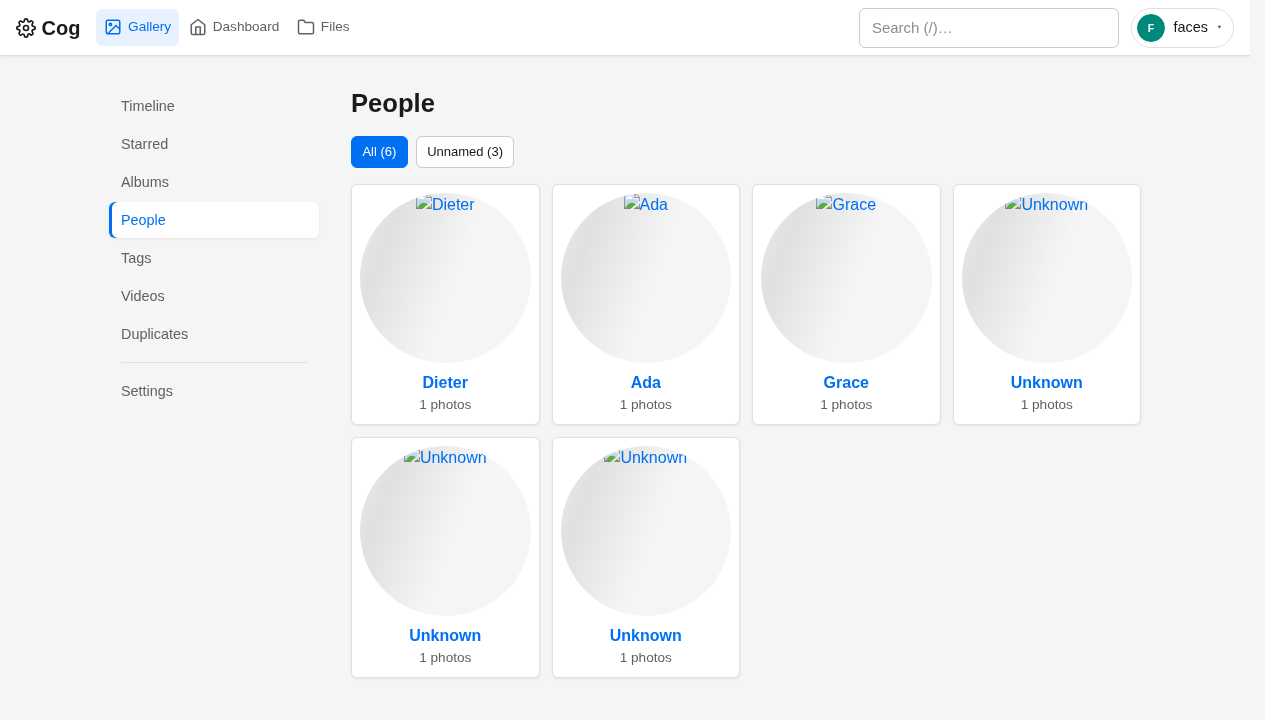 Cog
Gallery
Dashboard
Files
Search (/)…
F
faces
Timeline
Starred
Albums
People
Tags
Videos
Duplicates
Settings
People
All (6)
Unnamed (3)
Dieter
Ada
Grace
Unknown
Dieter
Ada
Grace
Unknown
1 photos
1 photos
1 photos
1 photos
Unknown
Unknown
Unknown
Unknown
1 photos
1 photos